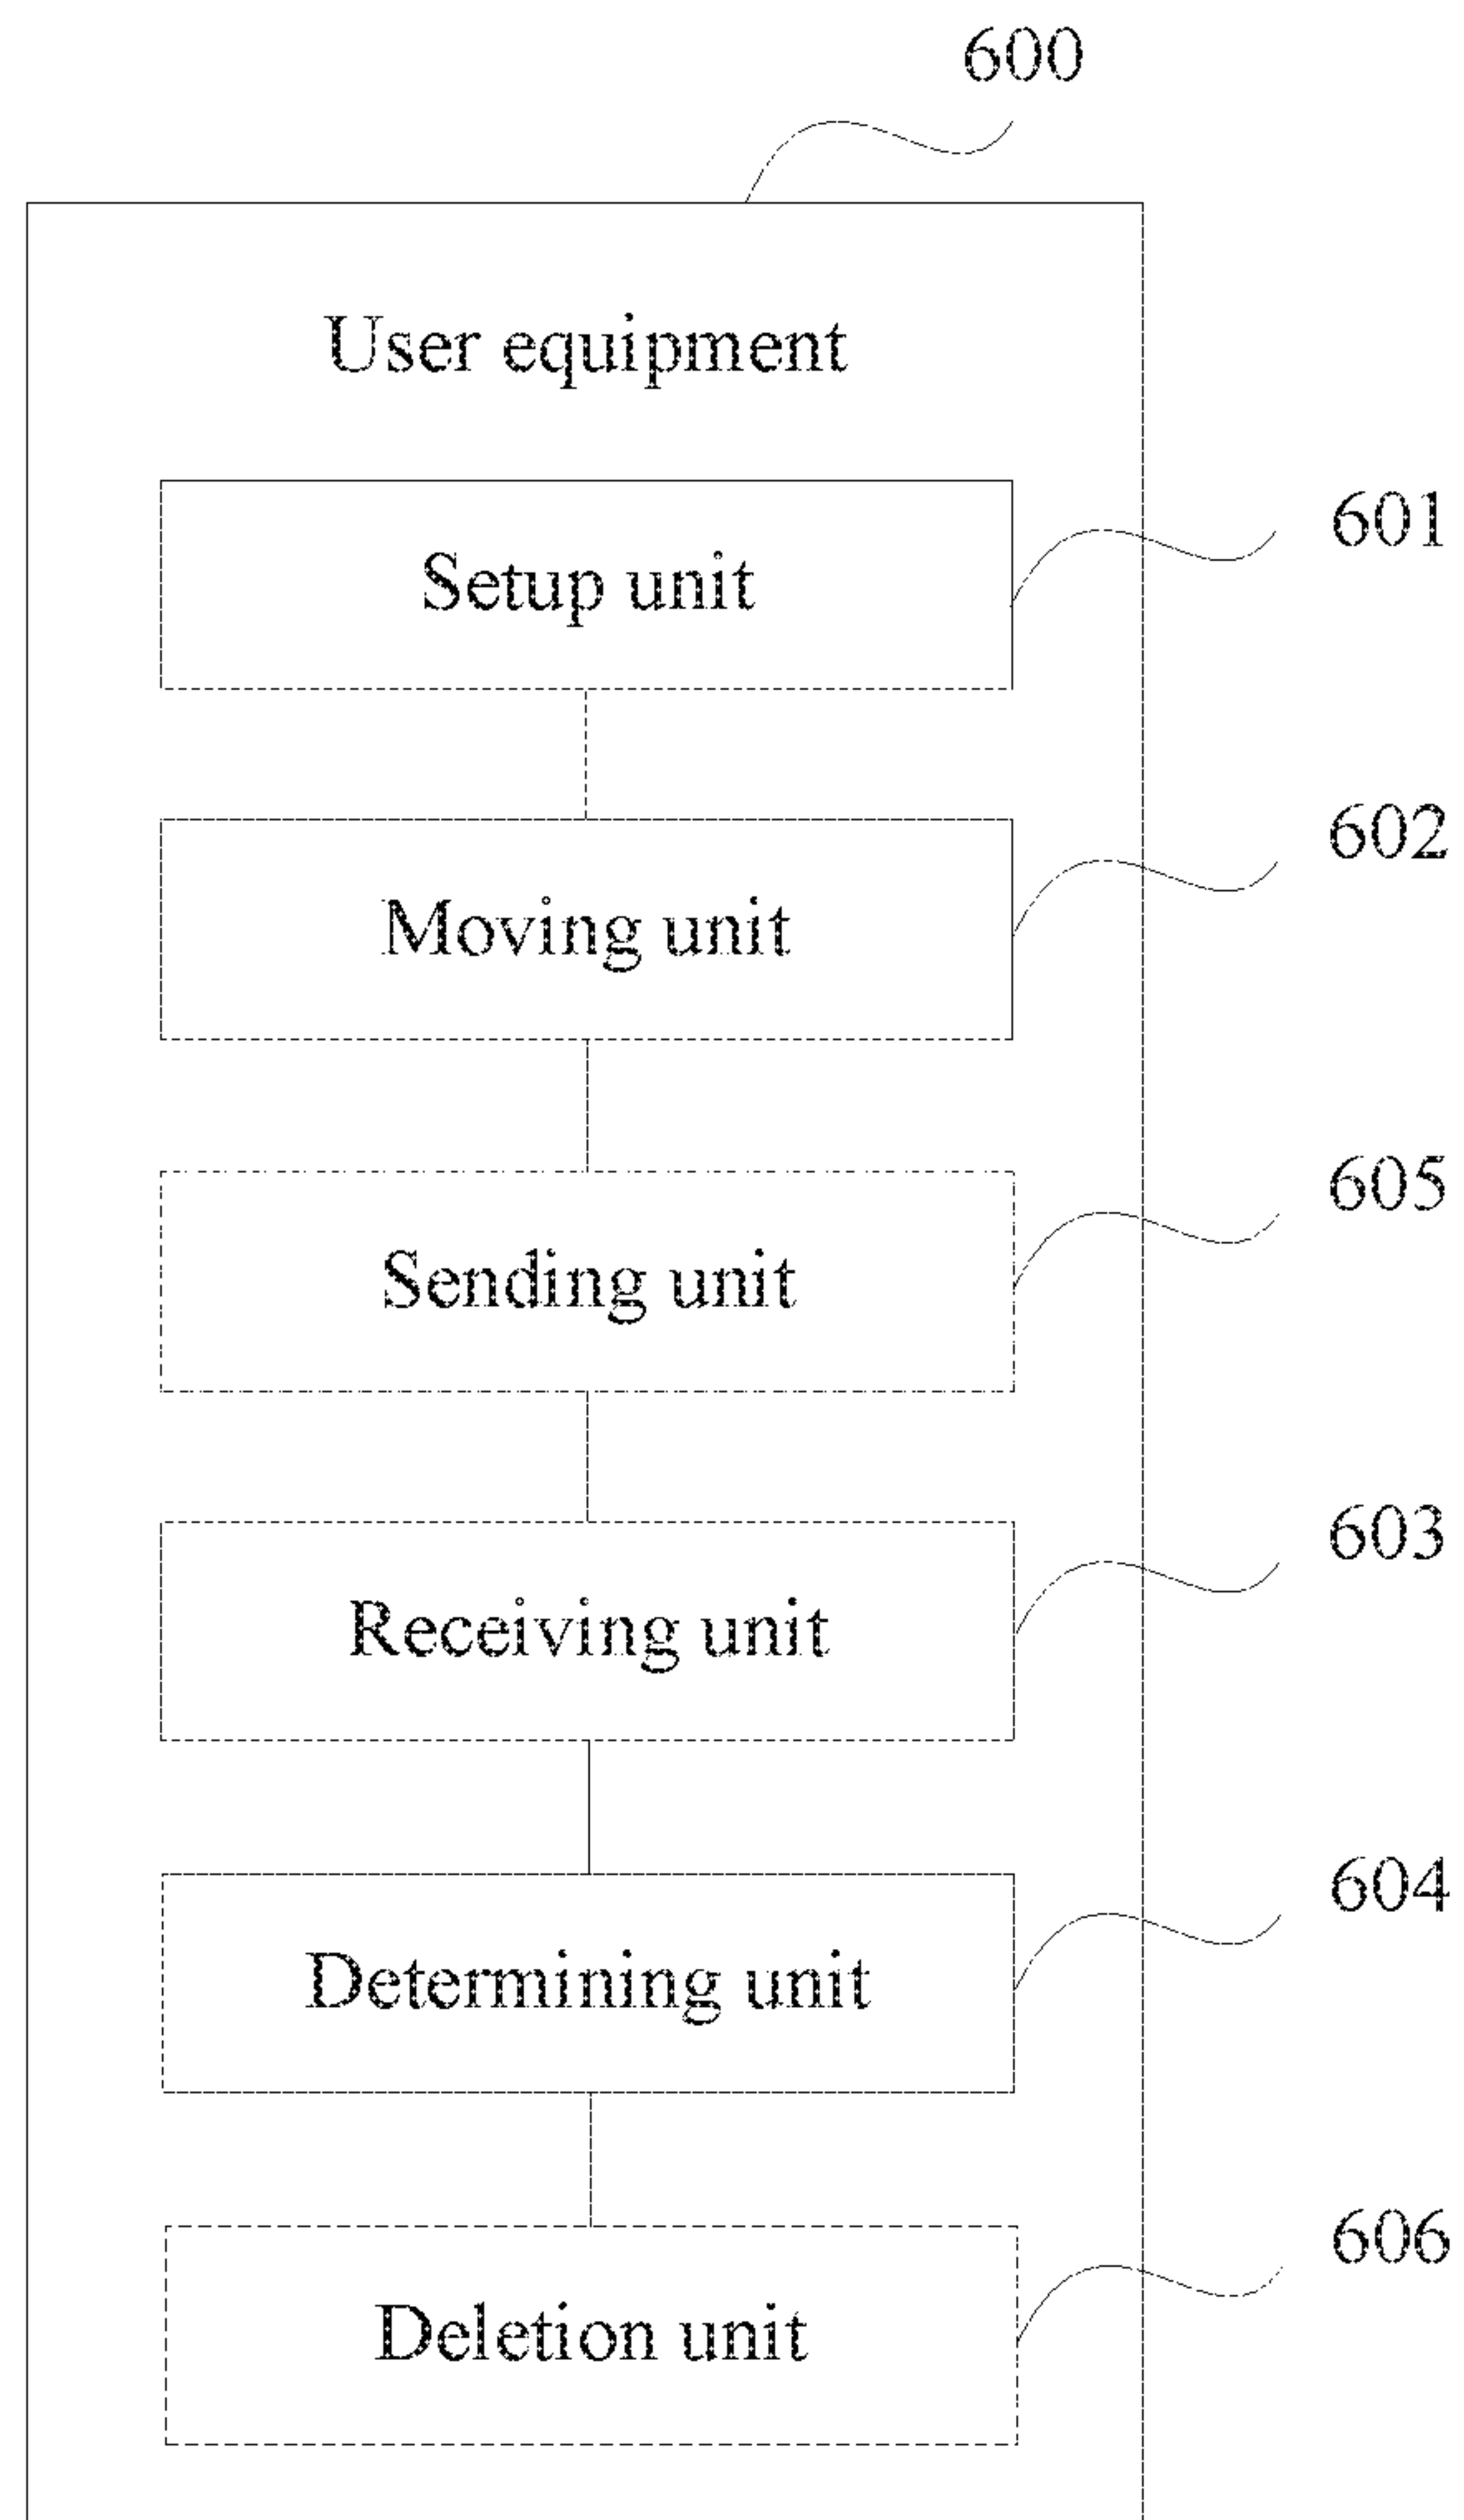 600
User equipment
Setup unit
601
Moving unit
602
Sending unit
605
Receiving unit
603
Determining unit
604
Deletion unit
606